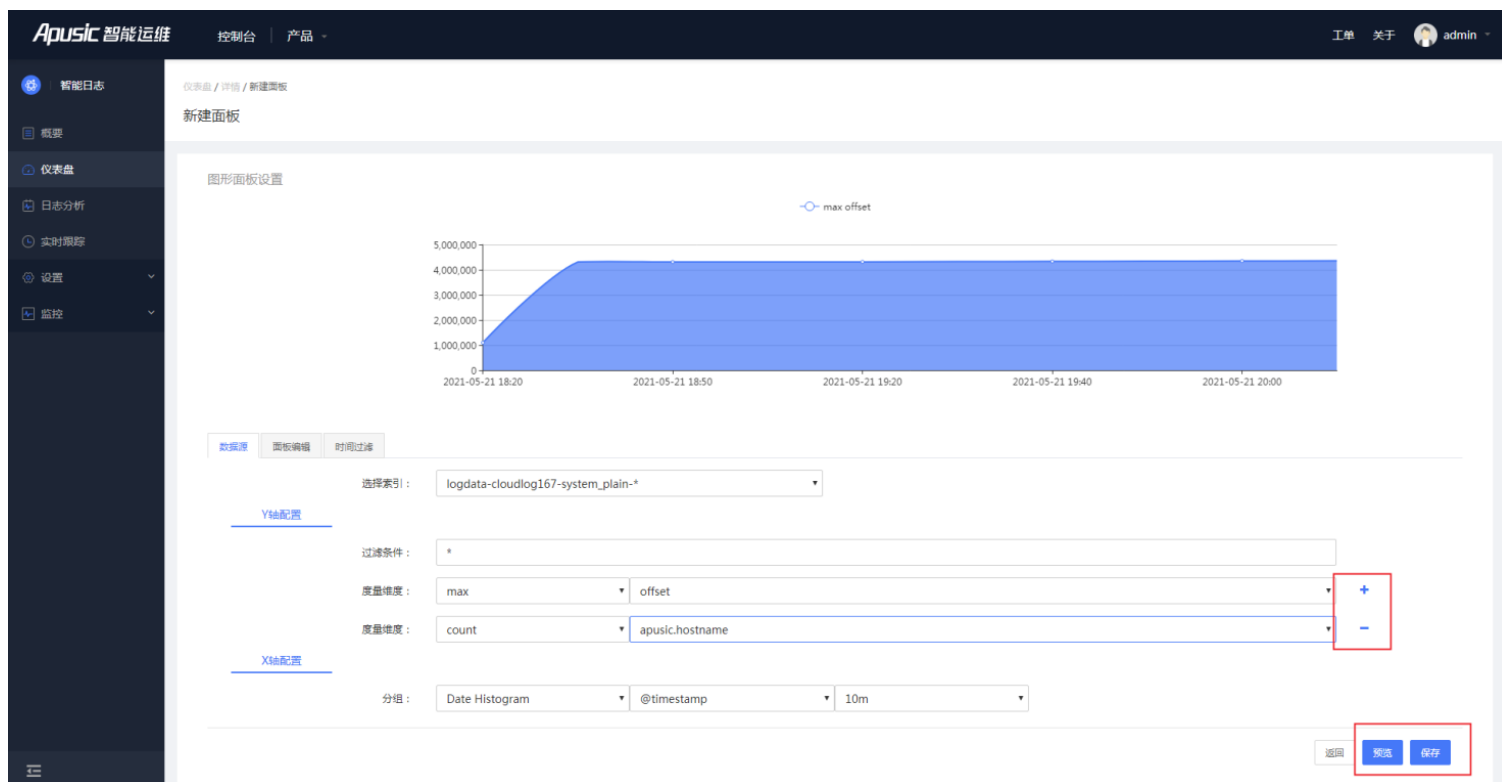 Apusic 智能运维 控制台 产品 工单 关于 admin
智能日志
概要
仪表盘
日志分析
实时跟踪
设置
监控
仪表盘 / 详情 / 新建面板
新建面板
图形面板设置
max offset
5,000,000
4,000,000
3,000,000
2,000,000
1,000,000
0
2021-05-21 18:20 2021-05-21 18:50 2021-05-21 19:20 2021-05-21 19:40 2021-05-21 20:00
数据源 面板编辑 时间过滤
选择索引： logdata-cloudlog167-system_plain-*
Y轴配置
过滤条件： *
度量维度： max offset +
度量维度： count apusic.hostname −
X轴配置
分组： Date Histogram @timestamp 10m
返回 预览 保存